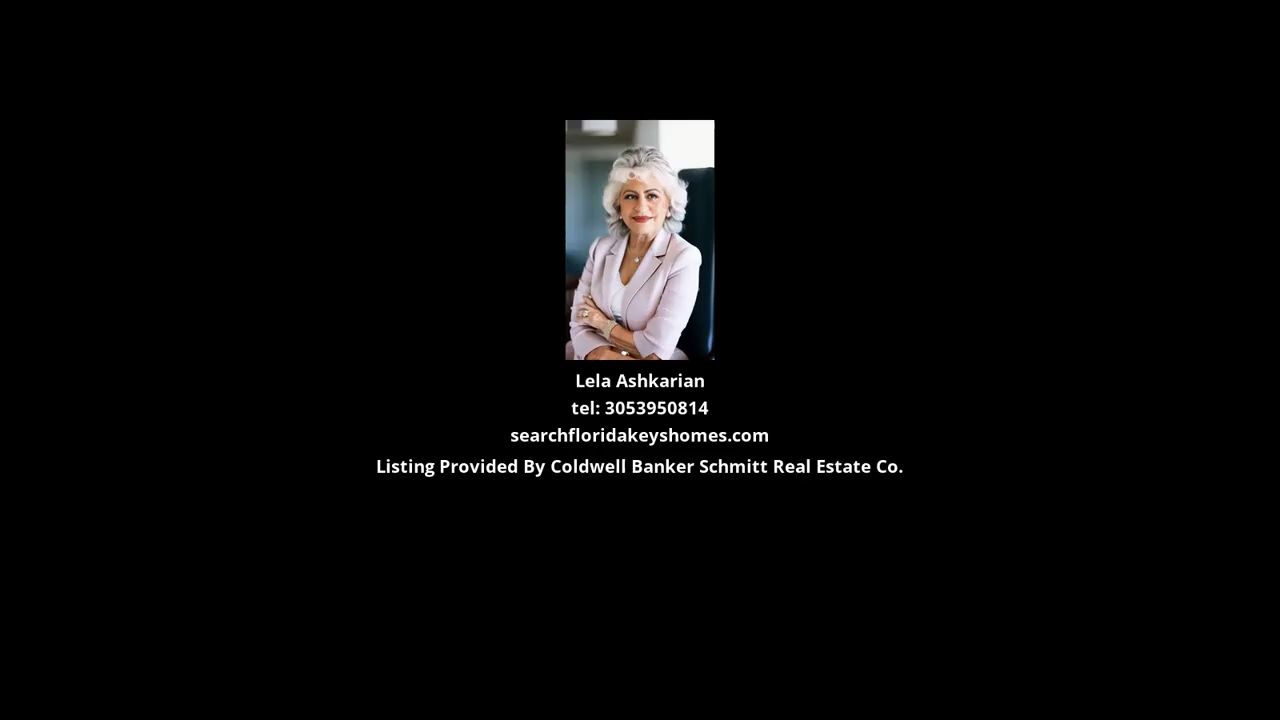 Lela Ashkarian
tel: 3053950814
searchfloridakeyshomes.com
Listing Provided By Coldwell Banker Schmitt Real Estate Co.